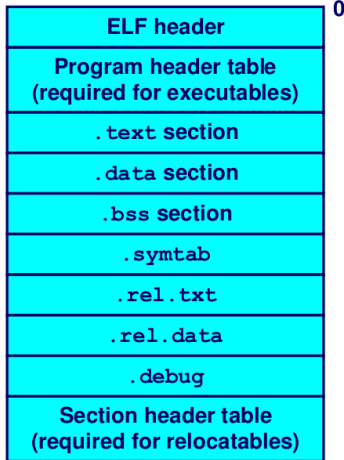 0
ELF header
Program header table
(required for executables)
.text section
.data section
.bss section
.symtab
.rel.txt
.rel.data
.debug
Section header table
(required for relocatables)